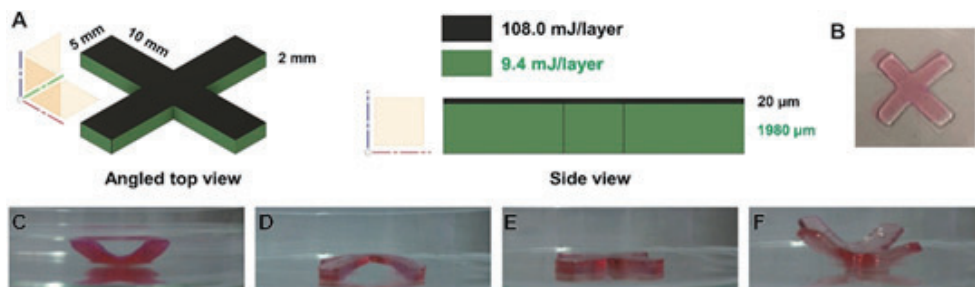 A
5 mm
10 mm
2 mm
Angled top view
108.0 mJ/layer
9.4 mJ/layer
20 µm
1980 µm
Side view
B
C
D
E
F